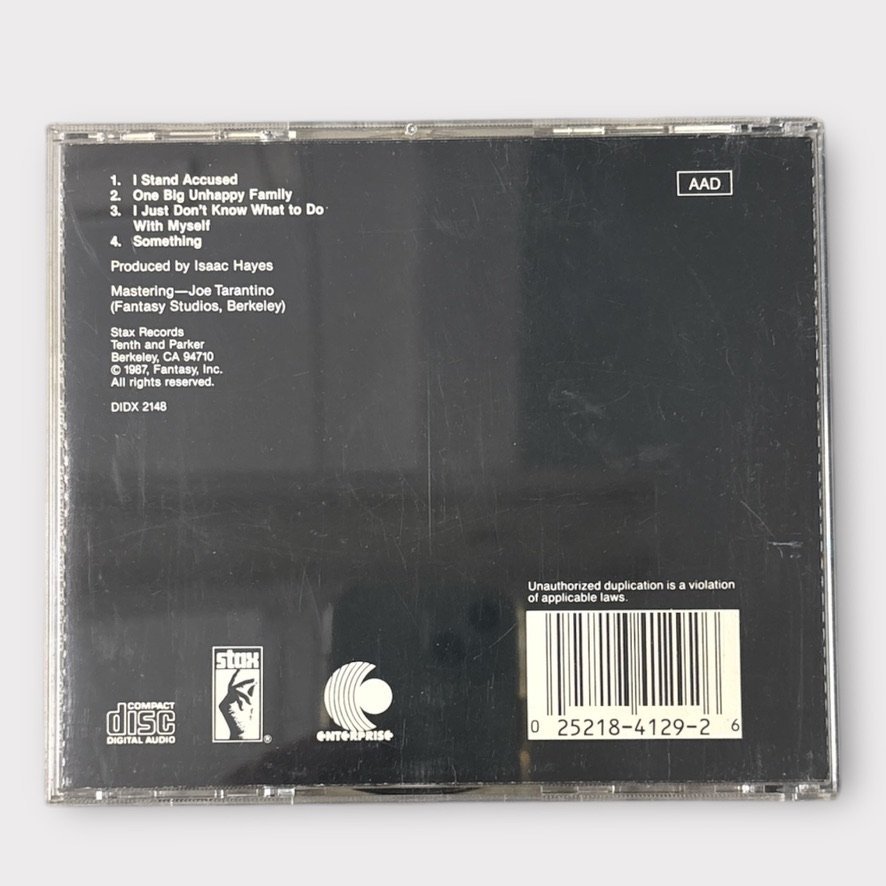 1. I Stand Accused
2. One Big Unhappy Family
3. I Just Don't Know What to Do
With Myself
4. Something
AAD
Produced by Isaac Hayes
Mastering—Joe Tarantino
(Fantasy Studios, Berkeley)
Stax Records
Tenth and Parker
Berkeley, CA 94710
© 1987, Fantasy, Inc.
All rights reserved.
DIDX 2148
Unauthorized duplication is a violation
of applicable laws.
COMPACT
disc
DIGITAL AUDIO
stax
®
enterprise
0 25218-4129-2 6